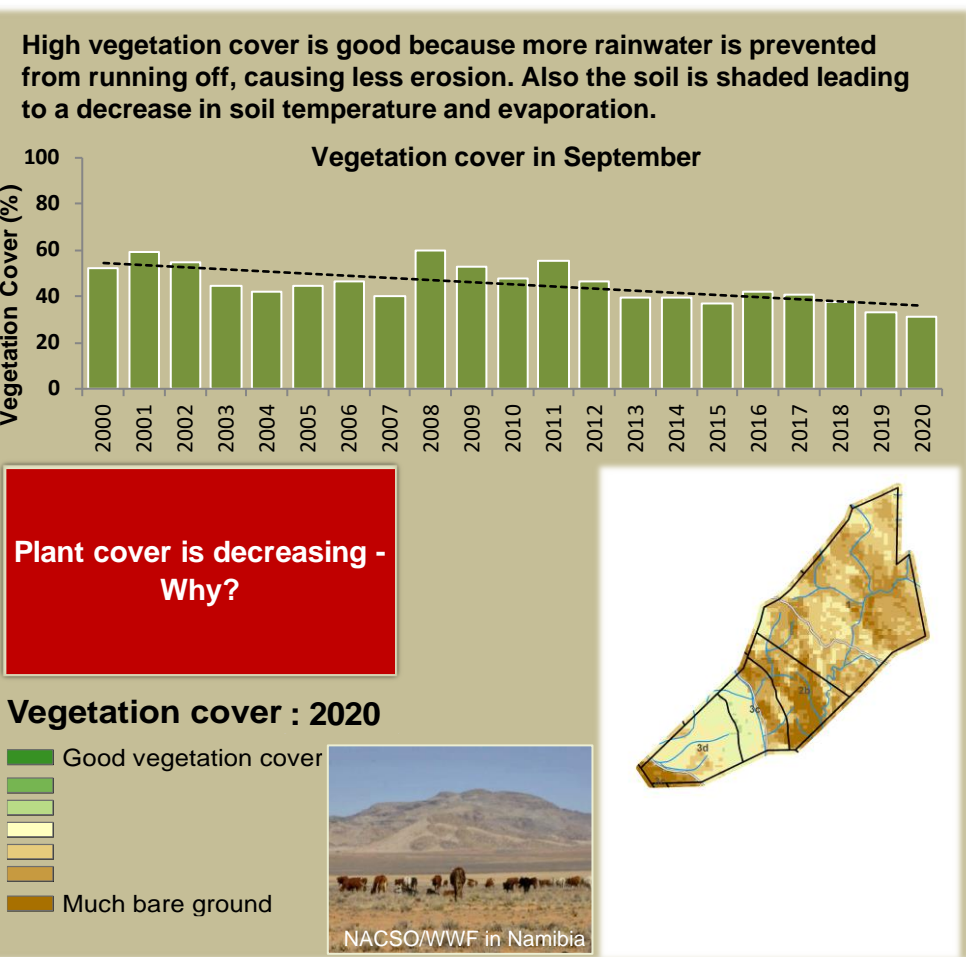 High vegetation cover is good because more rainwater is prevented
from running off, causing less erosion. Also the soil is shaded leading
to a decrease in soil temperature and evaporation.
Vegetation cover in September
Vegetation Cover (%)
100
80
60
40
20
0
2000
2001
2002
2003
2004
2005
2006
2007
2008
2009
2010
2011
2012
2013
2014
2015
2016
2017
2018
2019
2020
Plant cover is decreasing -
Why?
1
2b
3c
3d
Vegetation cover : 2020
Good vegetation cover
Much bare ground
NACSO/WWF in Namibia